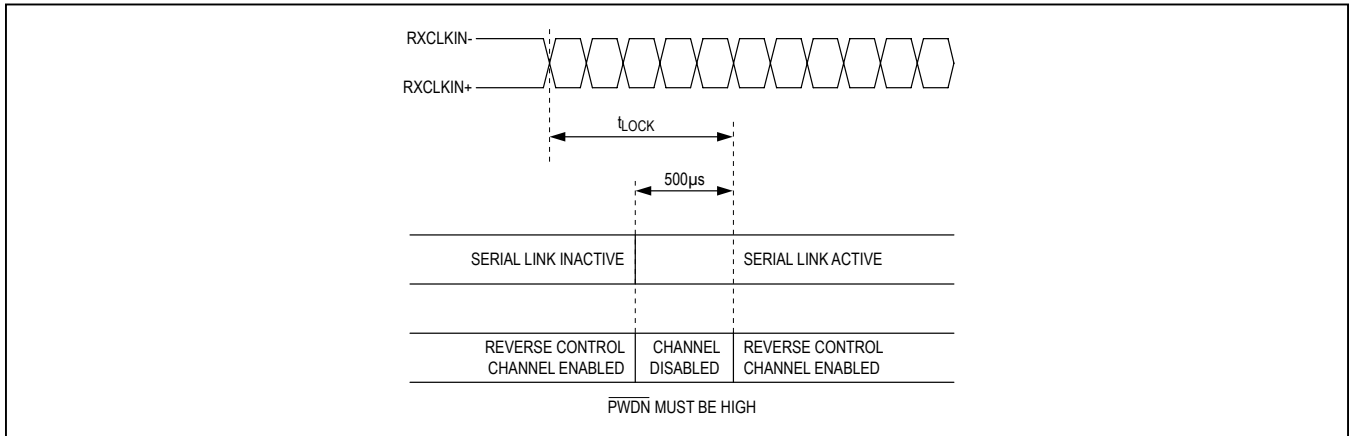 RXCLKIN-
RXCLKIN+
tLOCK
500µs
SERIAL LINK INACTIVE
SERIAL LINK ACTIVE
REVERSE CONTROL
CHANNEL ENABLED
CHANNEL
DISABLED
REVERSE CONTROL
CHANNEL ENABLED
PWDN MUST BE HIGH